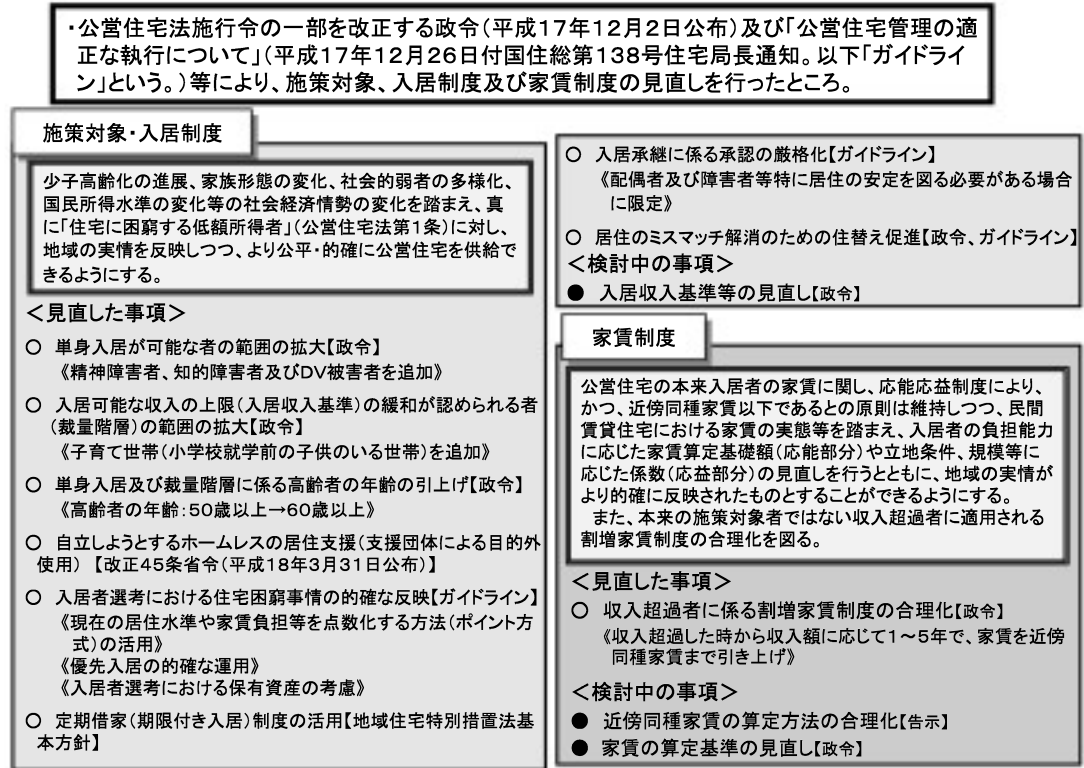 ・公営住宅法施行令の一部を改正する政令（平成１７年１２月２日公布）及び「公営住宅管理の適
正な執行について」（平成１７年１２月２６日付国住総第１３８号住宅局長通知。以下「ガイドライ
ン」という。）等により、施策対象、入居制度及び家賃制度の見直しを行ったところ。
施策対象・入居制度
少子高齢化の進展、家族形態の変化、社会的弱者の多様化、
国民所得水準の変化等の社会経済情勢の変化を踏まえ、真
に「住宅に困窮する低額所得者」（公営住宅法第１条）に対し、
地域の実情を反映しつつ、より公平・的確に公営住宅を供給で
きるようにする。
＜見直した事項＞
○ 単身入居が可能な者の範囲の拡大【政令】
《精神障害者、知的障害者及びＤＶ被害者を追加》
○ 入居可能な収入の上限（入居収入基準）の緩和が認められる者
（裁量階層）の範囲の拡大【政令】
《子育て世帯（小学校就学前の子供のいる世帯）を追加》
○ 単身入居及び裁量階層に係る高齢者の年齢の引上げ【政令】
《高齢者の年齢：５０歳以上→６０歳以上》
○ 自立しようとするホームレスの居住支援（支援団体による目的外
使用） 【改正４５条省令（平成１８年３月３１日公布）】
○ 入居者選考における住宅困窮事情の的確な反映【ガイドライン】
《現在の居住水準や家賃負担等を点数化する方法（ポイント方
式）の活用》
《優先入居の的確な運用》
《入居者選考における保有資産の考慮》
○ 定期借家（期限付き入居）制度の活用【地域住宅特別措置法基
本方針】
○ 入居承継に係る承認の厳格化【ガイドライン】
《配偶者及び障害者等特に居住の安定を図る必要がある場合
に限定》
○ 居住のミスマッチ解消のための住替え促進【政令、ガイドライン】
＜検討中の事項＞
● 入居収入基準等の見直し【政令】
家賃制度
公営住宅の本来入居者の家賃に関し、応能応益制度により、
かつ、近傍同種家賃以下であるとの原則は維持しつつ、民間
賃貸住宅における家賃の実態等を踏まえ、入居者の負担能力
に応じた家賃算定基礎額（応能部分）や立地条件、規模等に
応じた係数（応益部分）の見直しを行うとともに、地域の実情が
より的確に反映されたものとすることができるようにする。
また、本来の施策対象者ではない収入超過者に適用される
割増家賃制度の合理化を図る。
＜見直した事項＞
○ 収入超過者に係る割増家賃制度の合理化【政令】
《収入超過した時から収入額に応じて１～５年で、家賃を近傍
同種家賃まで引き上げ》
＜検討中の事項＞
● 近傍同種家賃の算定方法の合理化【告示】
● 家賃の算定基準の見直し【政令】